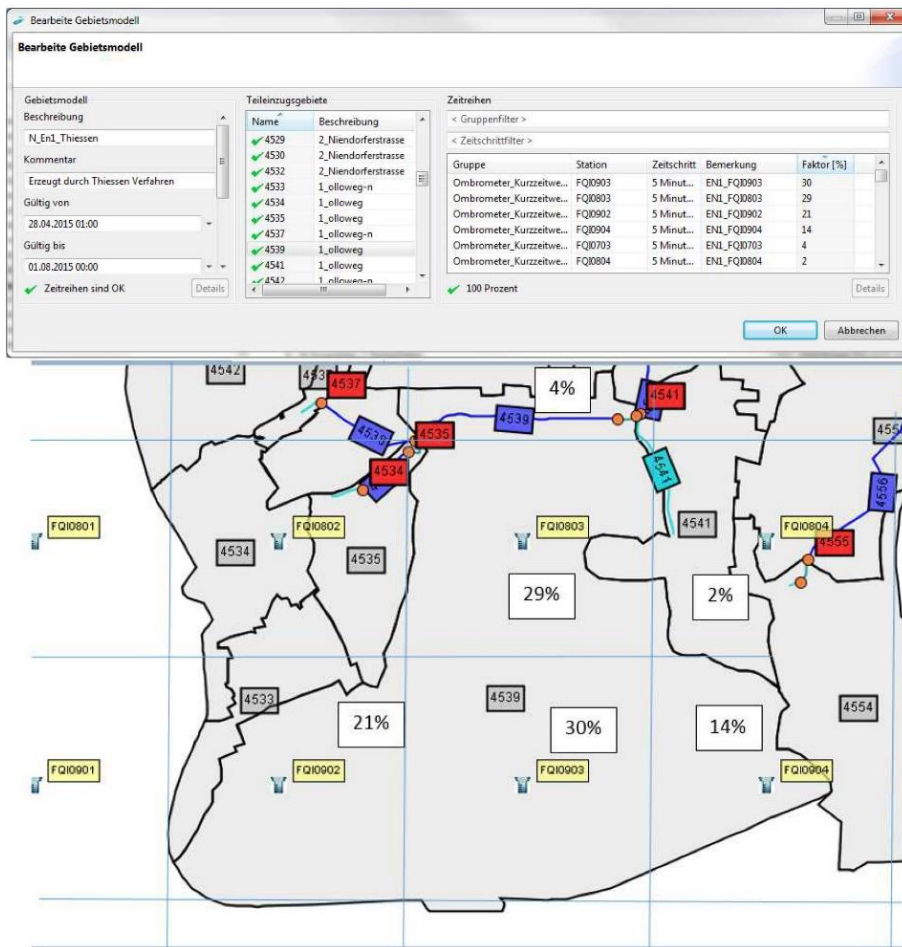 Bearbeite Gebietsmodell
Bearbeite Gebietsmodell
Gebietsmodell
Beschreibung
N_En1_Thiessen
Kommentar
Erzeugt durch Thiessen Verfahren
Gültig von
28.04.2015 01:00
Gültig bis
01.08.2015 00:00
Zeitreihen sind OK
Details
Teileinzugsgebiete
Name Beschreibung
4529 2_Niendorferstrasse
4530 2_Niendorferstrasse
4532 2_Niendorferstrasse
4533 1_olloweg-n
4534 1_olloweg
4535 1_olloweg
4537 1_olloweg-n
4539 1_olloweg
4541 1_olloweg
4542 1_olloweg-n
Zeitreihen
< Gruppenfilter >
< Zeitschrittfilter >
Gruppe Station Zeitschritt Bemerkung Faktor [%]
Ombrometer_Kurzzeitwe... FQI0903 5 Minut... EN1_FQI0903 30
Ombrometer_Kurzzeitwe... FQI0803 5 Minut... EN1_FQI0803 29
Ombrometer_Kurzzeitwe... FQI0902 5 Minut... EN1_FQI0902 21
Ombrometer_Kurzzeitwe... FQI0904 5 Minut... EN1_FQI0904 14
Ombrometer_Kurzzeitwe... FQI0703 5 Minut... EN1_FQI0703 4
Ombrometer_Kurzzeitwe... FQI0804 5 Minut... EN1_FQI0804 2
100 Prozent
Details
OK
Abbrechen
4542
4537
4%
4541
4539
4535
4534
4541
4556
FQI0801
FQI0802
FQI0803
4541
FQI0804
4555
4534
4535
29%
2%
4533
4539
4554
21%
30%
14%
FQI0901
FQI0902
FQI0903
FQI0904